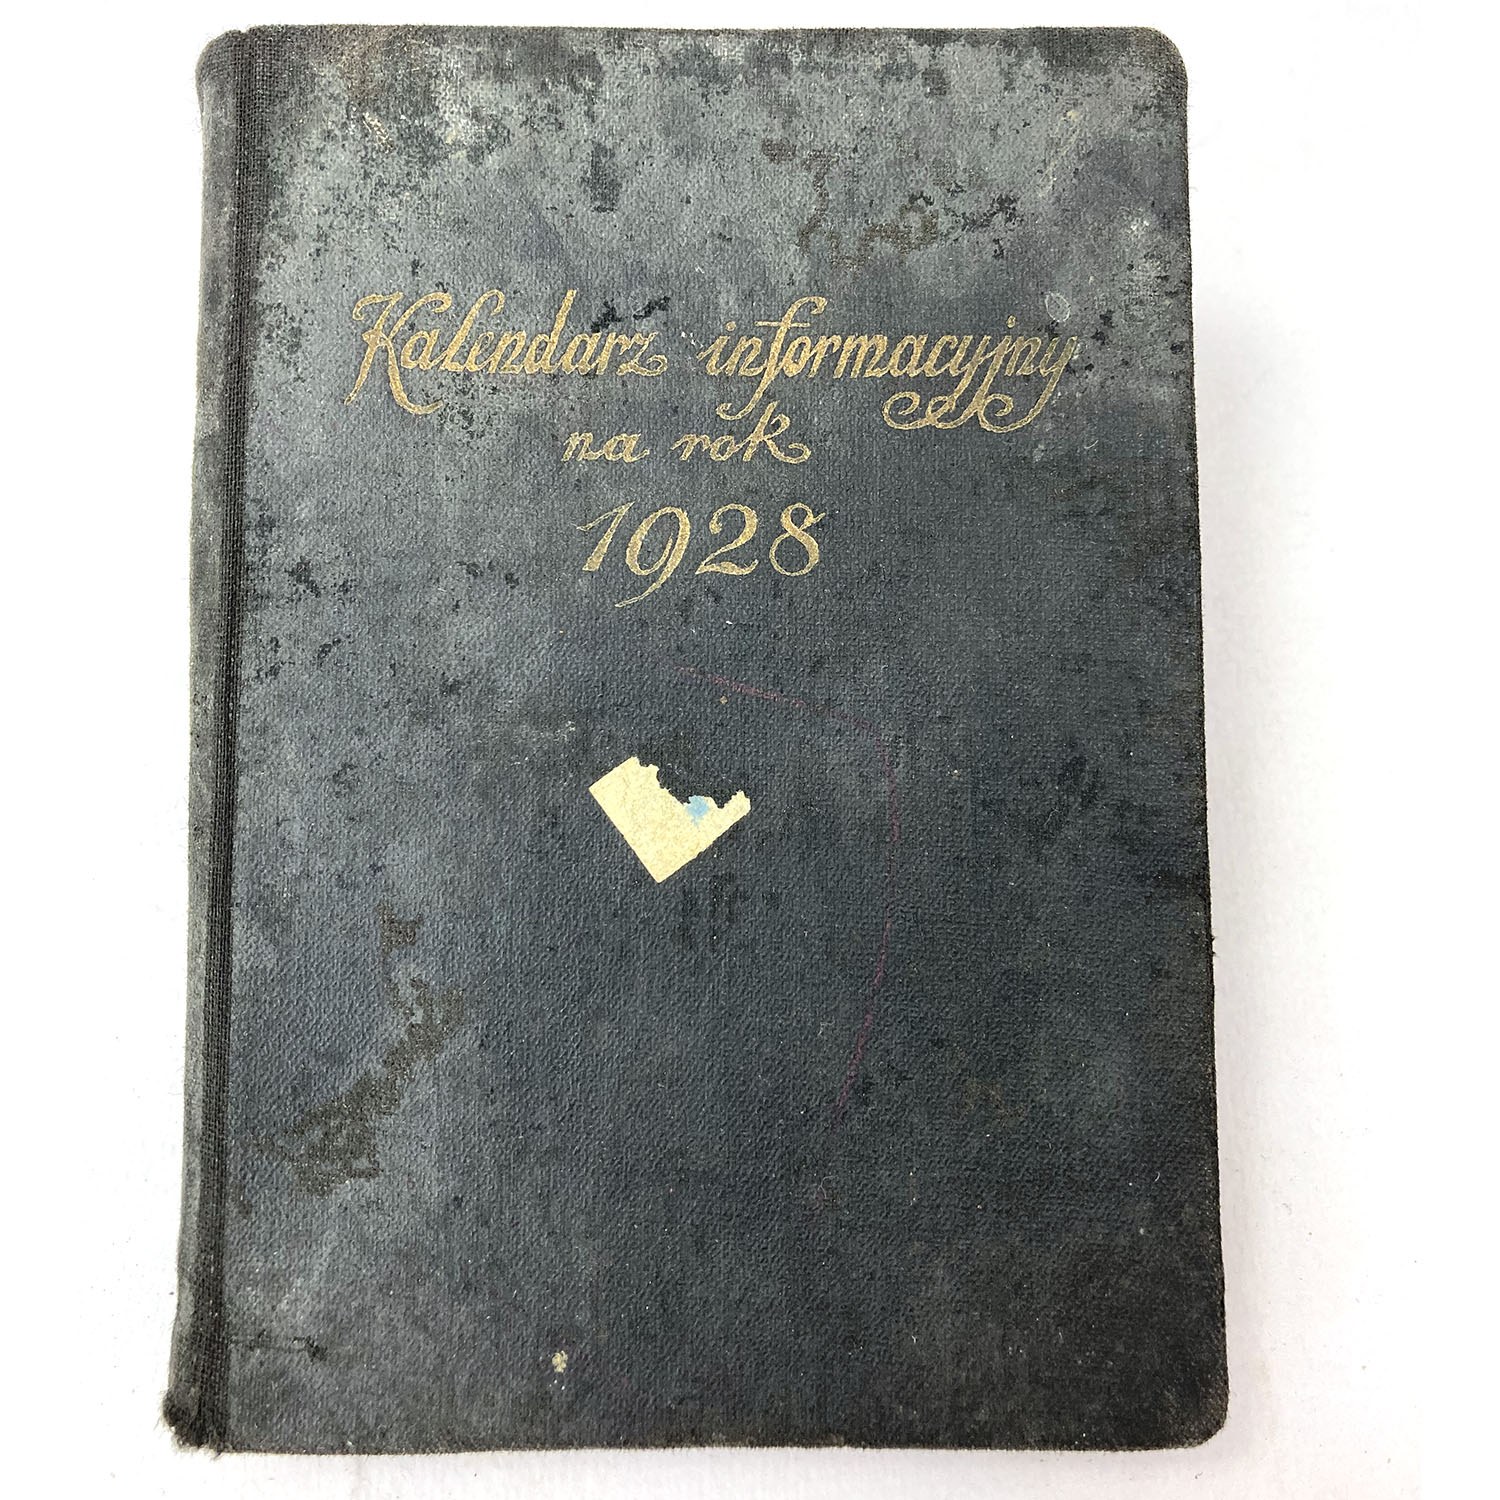 Kalendarz informacyjny
na rok
1928